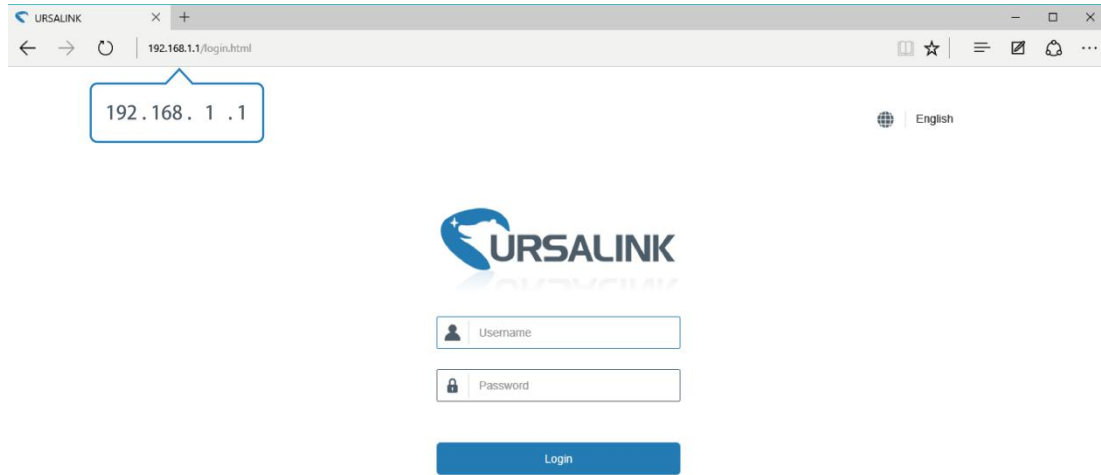 URSALINK
192.168.1.1/login.html
192.168. 1 .1
English
URSALINK
Username
Password
Login